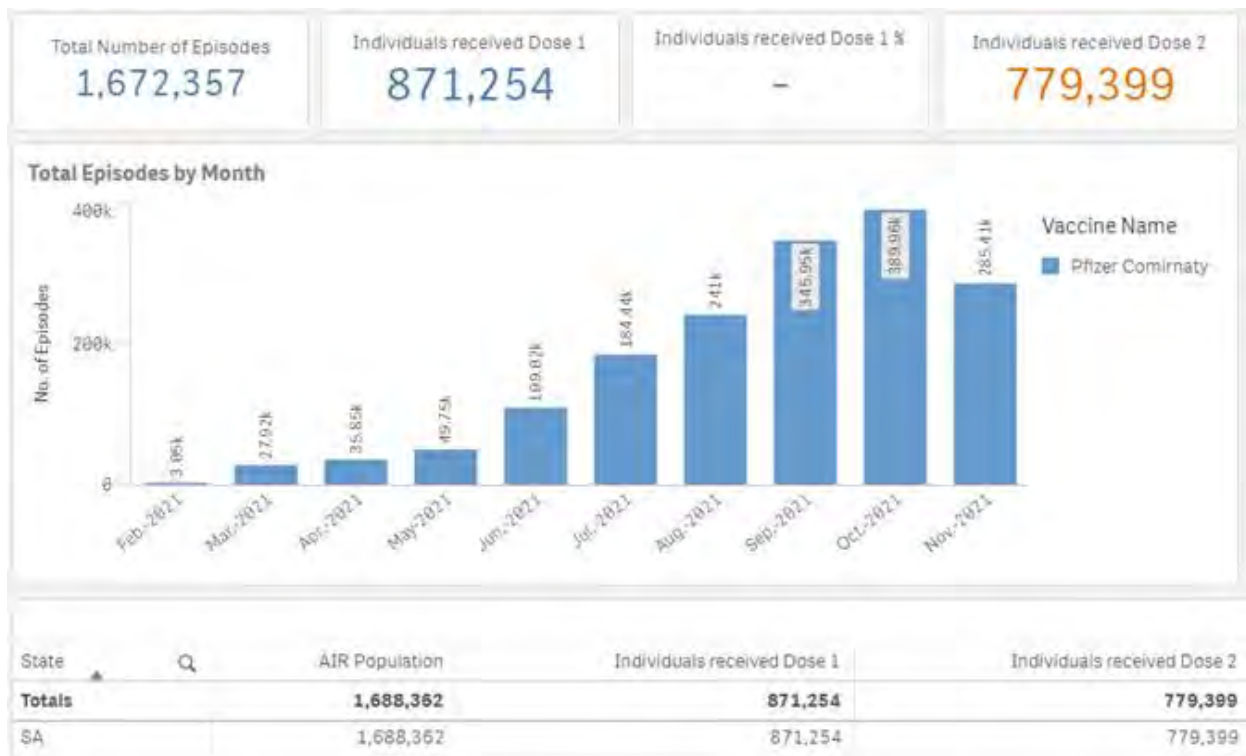 Total Number of Episodes
1,672,357
Individuals received Dose 1
871,254
Individuals received Dose 1 %
–
Individuals received Dose 2
779,399
Total Episodes by Month
No. of Episodes
400k
200k
0
3.05k
27.92k
35.85k
49.75k
109.02k
184.44k
241k
345.95k
389.96k
285.41k
Feb.-2021
Mar.-2021
Apr.-2021
May-2021
Jun.-2021
Jul.-2021
Aug.-2021
Sep.-2021
Oct.-2021
Nov.-2021
Vaccine Name
Pfizer Comirnaty
State AIR Population Individuals received Dose 1 Individuals received Dose 2
Totals 1,688,362 871,254 779,399
SA 1,688,362 871,254 779,399